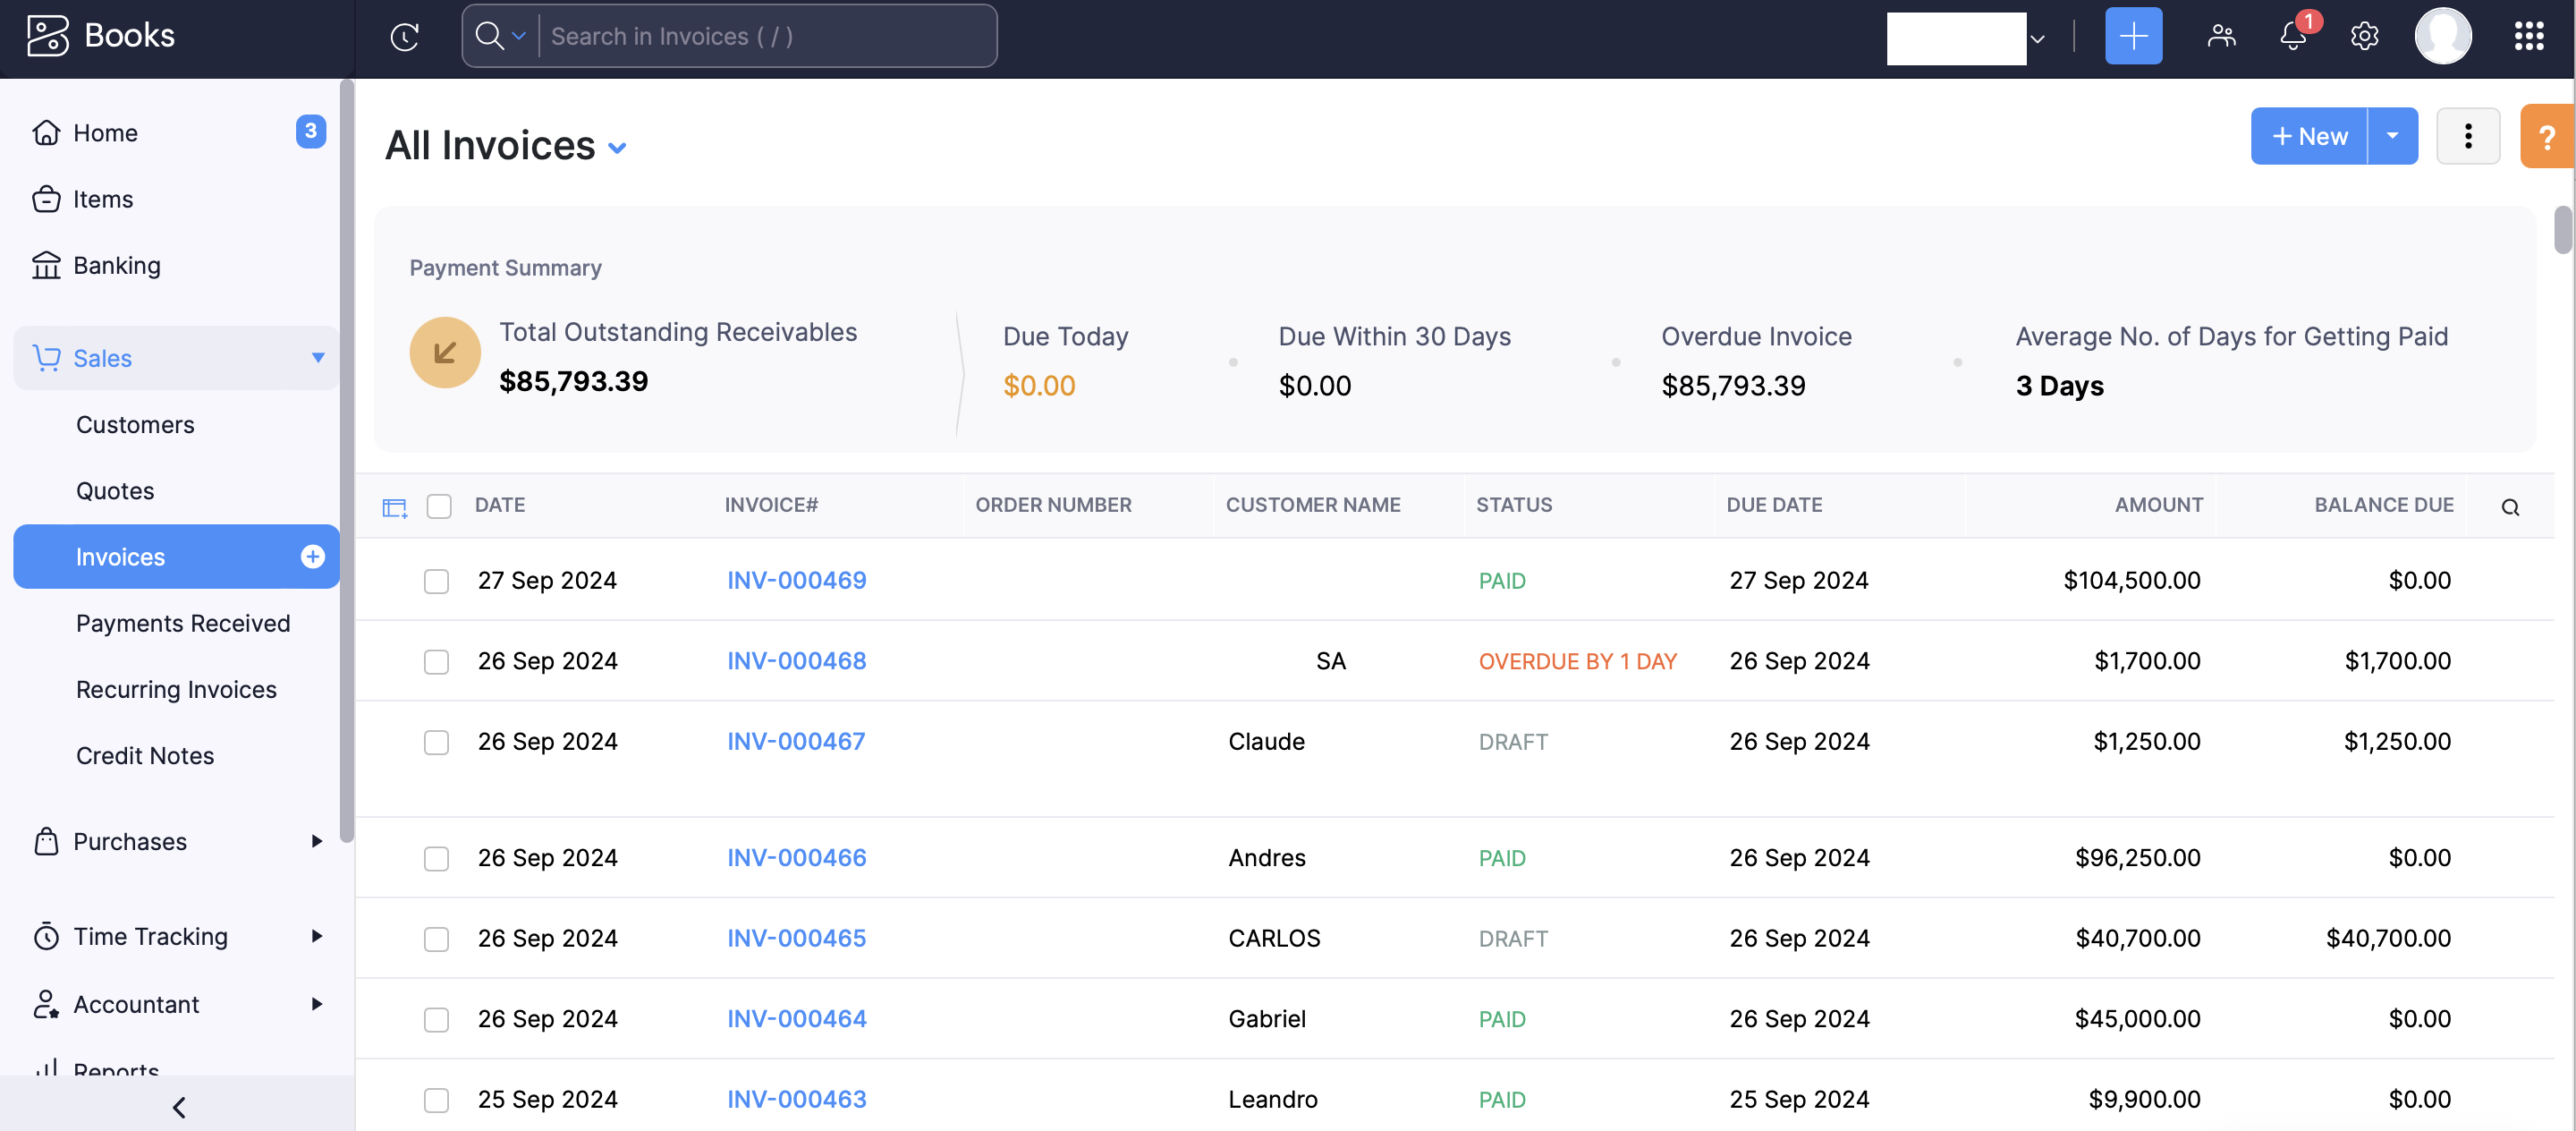 Books
Search in Invoices ( / )
1
Home
3
Items
Banking
Sales
Customers
Quotes
Invoices
Payments Received
Recurring Invoices
Credit Notes
Purchases
Time Tracking
Accountant
Reports
All Invoices
+ New
?
Payment Summary
Total Outstanding Receivables
$85,793.39
Due Today
$0.00
Due Within 30 Days
$0.00
Overdue Invoice
$85,793.39
Average No. of Days for Getting Paid
3 Days
DATE INVOICE# ORDER NUMBER CUSTOMER NAME STATUS DUE DATE AMOUNT BALANCE DUE
27 Sep 2024 INV-000469 PAID 27 Sep 2024 $104,500.00 $0.00
26 Sep 2024 INV-000468 SA OVERDUE BY 1 DAY 26 Sep 2024 $1,700.00 $1,700.00
26 Sep 2024 INV-000467 Claude DRAFT 26 Sep 2024 $1,250.00 $1,250.00
26 Sep 2024 INV-000466 Andres PAID 26 Sep 2024 $96,250.00 $0.00
26 Sep 2024 INV-000465 CARLOS DRAFT 26 Sep 2024 $40,700.00 $40,700.00
26 Sep 2024 INV-000464 Gabriel PAID 26 Sep 2024 $45,000.00 $0.00
25 Sep 2024 INV-000463 Leandro PAID 25 Sep 2024 $9,900.00 $0.00